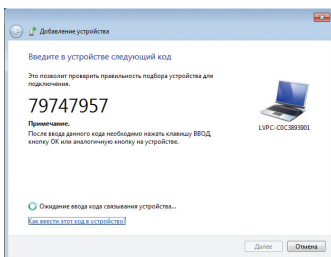 Добавление устройства
Введите в устройстве следующий код
Это позволит проверить правильность подбора устройства для
подключения.
79747957
Примечание.
После ввода данного кода необходимо нажать клавишу ВВОД,
кнопку ОК или аналогичную кнопку на устройстве.
LVPC-C0C3893901
Ожидание ввода кода связывания устройства...
Как ввести этот код в устройство?
Далее
Отмена